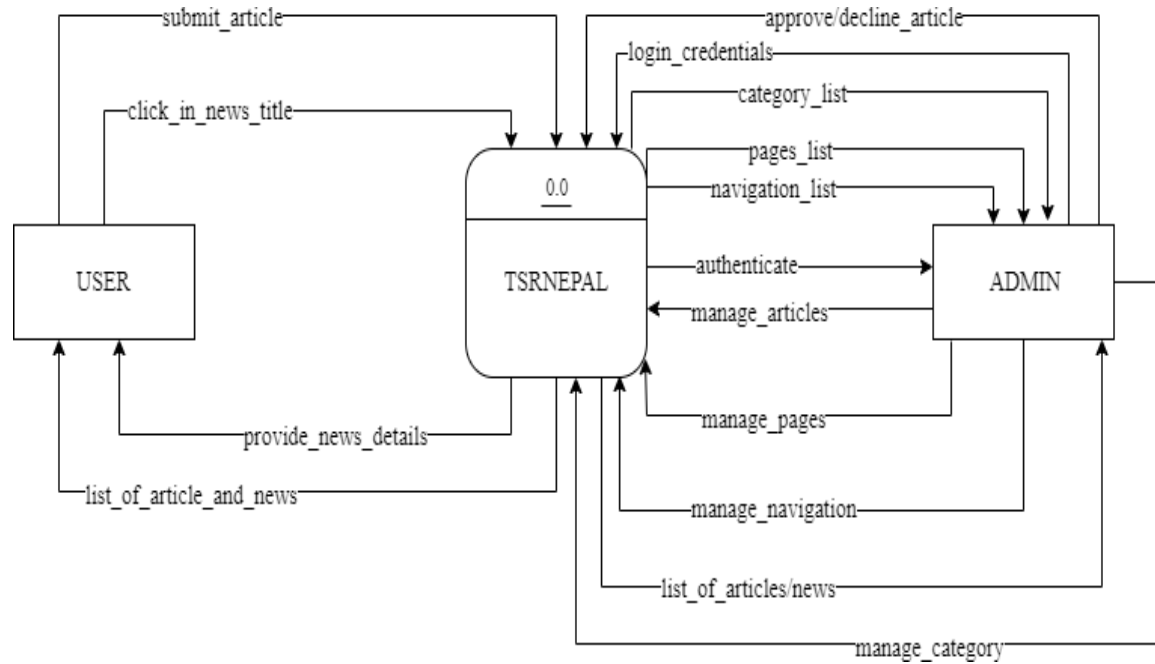 submit_article
approve/decline_article
login_credentials
category_list
click_in_news_title
pages_list
0.0
navigation_list
authenticate
USER
TSRNEPAL
ADMIN
manage_articles
manage_pages
provide_news_details
list_of_article_and_news
manage_navigation
list_of_articles/news
manage_category